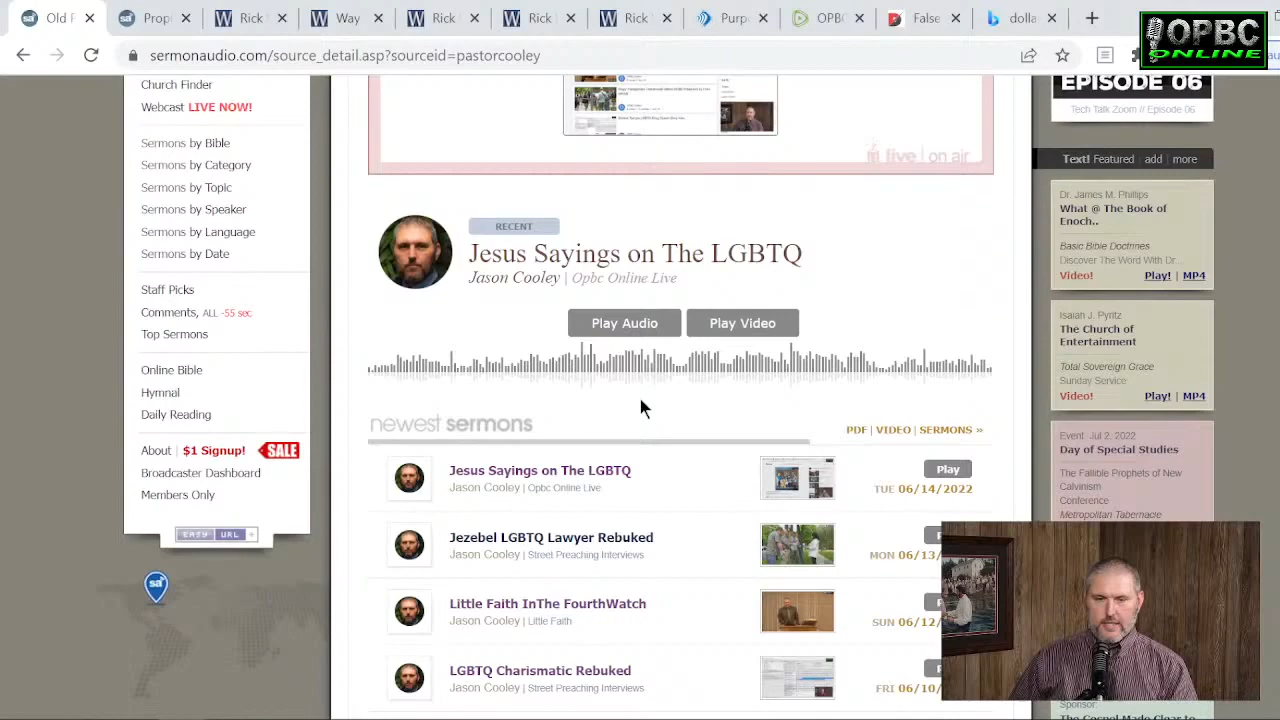 Old F
Prop
Rick
W
W
Rick
Purp
OPBC
False
dolla
OPBC
ONLINE
sermonaudio.com/source_detail.asp?sourceid=
Church Finder
Webcast LIVE NOW!
Sermons by Bible
Sermons by Category
Sermons by Topic
Sermons by Speaker
Sermons by Language
Sermons by Date
Staff Picks
Comments, ALL -55 sec
Top Sermons
Online Bible
Hymnal
Daily Reading
About | $1 Signup! SALE
Broadcaster Dashboard
Members Only
EASY URL +
sa
live | on air
RECENT
Jesus Sayings on The LGBTQ
Jason Cooley | Opbc Online Live
Play Audio
Play Video
newest sermons
PDF | VIDEO | SERMONS »
Jesus Sayings on The LGBTQ
Jason Cooley | Opbc Online Live
Play
TUE 06/14/2022
Jezebel LGBTQ Lawyer Rebuked
Jason Cooley | Street Preaching Interviews
MON 06/13/
Little Faith InThe FourthWatch
Jason Cooley | Little Faith
SUN 06/12/
LGBTQ Charismatic Rebuked
Jason Cooley | Street Preaching Interviews
FRI 06/10/
EPISODE 06
Tech Talk Zoom // Episode 06
Text! Featured | add | more
Dr. James M. Phillips
What @ The Book of
Enoch..
Basic Bible Doctrines
Discover The Word With Dr...
Video! Play! | MP4
Isaiah J. Pyritz
The Church of
Entertainment
Total Sovereign Grace
Sunday Service
Video! Play! | MP4
Event Jul 2, 2022
Day of Special Studies
The Fallible Prophets of New
Calvinism
Conference
Metropolitan Tabernacle
Sponsor:
The Gospel Made Clear to